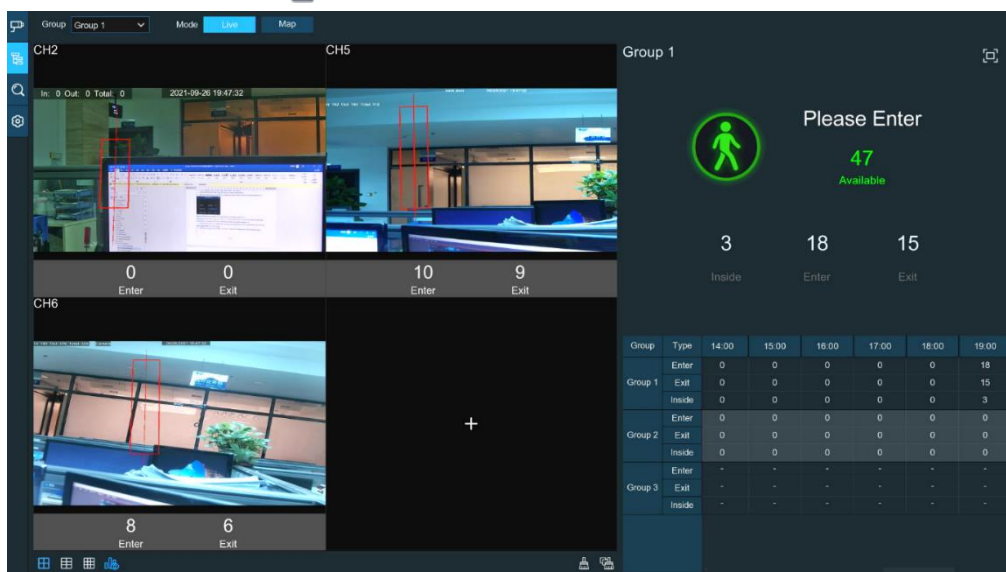 Group Group 1 Mode Live Map
CH2
In: 0 Out: 0 Total: 0 2021-09-26 19:47:32
0 0
Enter Exit
CH5
10 9
Enter Exit
CH6
8 6
Enter Exit
+
Group 1
Please Enter
47
Available
3 18 15
Inside Enter Exit
Group Type 14:00 15:00 16:00 17:00 18:00 19:00
Group 1 Enter 0 0 0 0 0 18
Exit 0 0 0 0 0 15
Inside 0 0 0 0 0 3
Group 2 Enter 0 0 0 0 0 0
Exit 0 0 0 0 0 0
Inside 0 0 0 0 0 0
Group 3 Enter - - - - - -
Exit - - - - - -
Inside - - - - - -